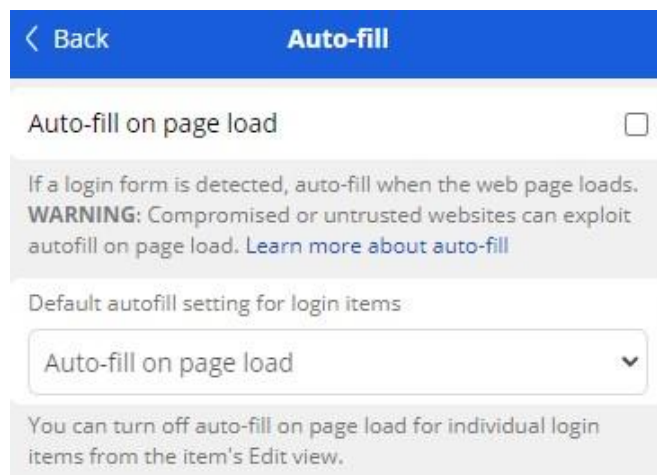 Back
Auto-fill
Auto-fill on page load
If a login form is detected, auto-fill when the web page loads.
WARNING: Compromised or untrusted websites can exploit
autofill on page load. Learn more about auto-fill
Default autofill setting for login items
Auto-fill on page load
You can turn off auto-fill on page load for individual login
items from the item's Edit view.